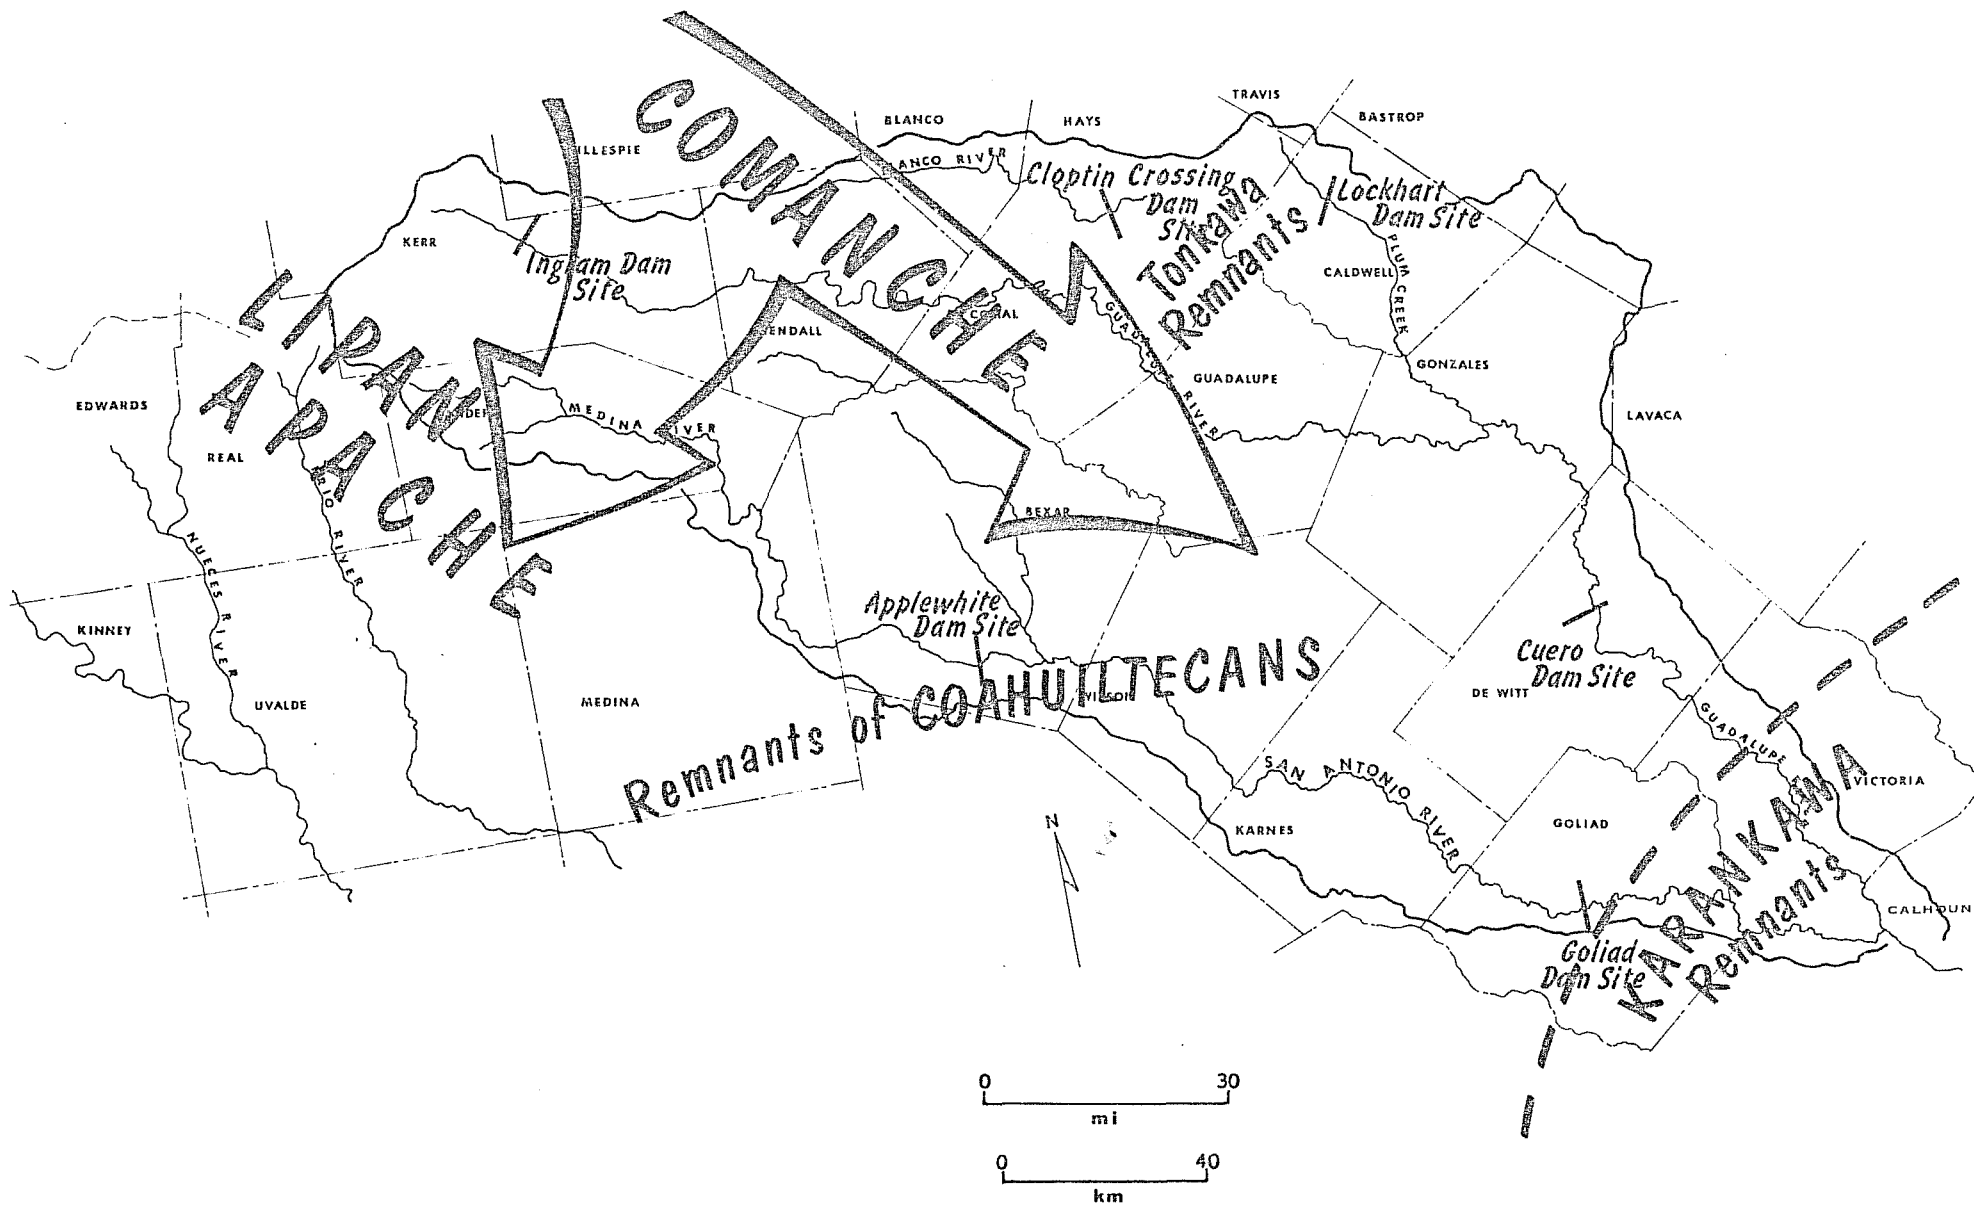 COMANCHE
TRAVIS
BASTROP
BLANCO
HAYS
ILLESPIE
ANCO RIVER
Cloptin Crossing
Dam
Site
Tonkawa
Remnants
Lockhart
Dam Site
PLUM CREEK
CALDWELL
KERR
Ingram Dam
Site
LIPAN
APACHE
ENDALL
COMAL
GUADALUPE RIVER
GUADALUPE
GONZALES
LAVACA
EDWARDS
REAL
NDER
MEDINA RIVER
RIO RIVER
NUECES RIVER
BEXAR
KINNEY
UVALDE
MEDINA
Applewhite
Dam Site
Remnants of COAHUILTECANS
WILSON
Cuero
Dam Site
DE WITT
GUADALUPE
SAN ANTONIO RIVER
KARNES
GOLIAD
VICTORIA
KARANKAWA
Remnants
CALHOUN
Goliad
Dam Site
N
0 30
mi
0 40
km